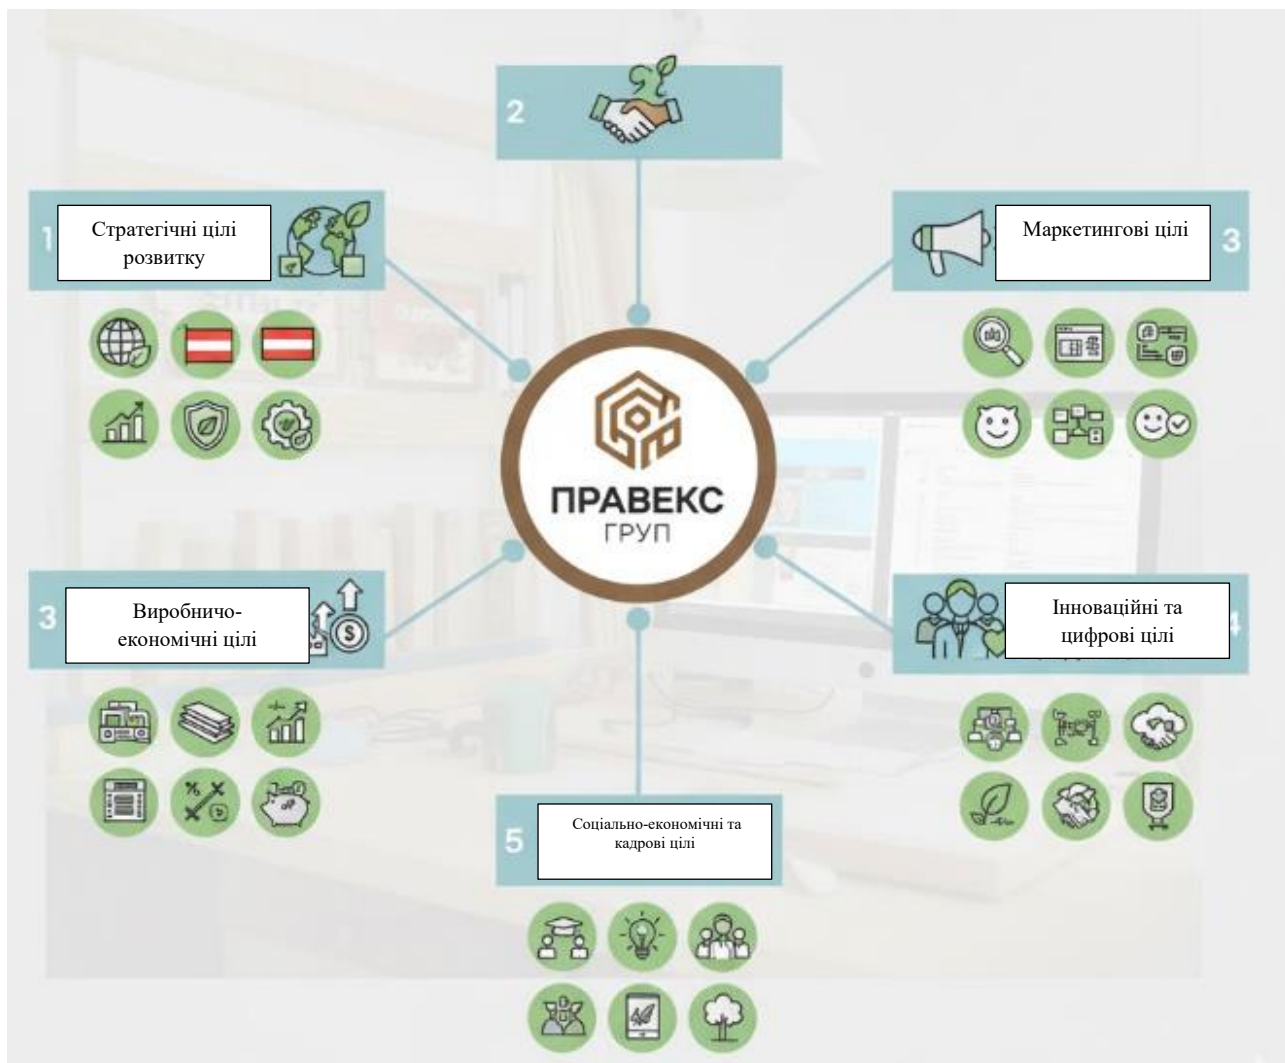 2
1
Стратегічні цілі
розвитку
Маркетингові цілі
3
ПРАВЕКС
ГРУП
3
Виробничо-
економічні цілі
Інноваційні та
цифрові цілі
4
5
Соціально-економічні та
кадрові цілі